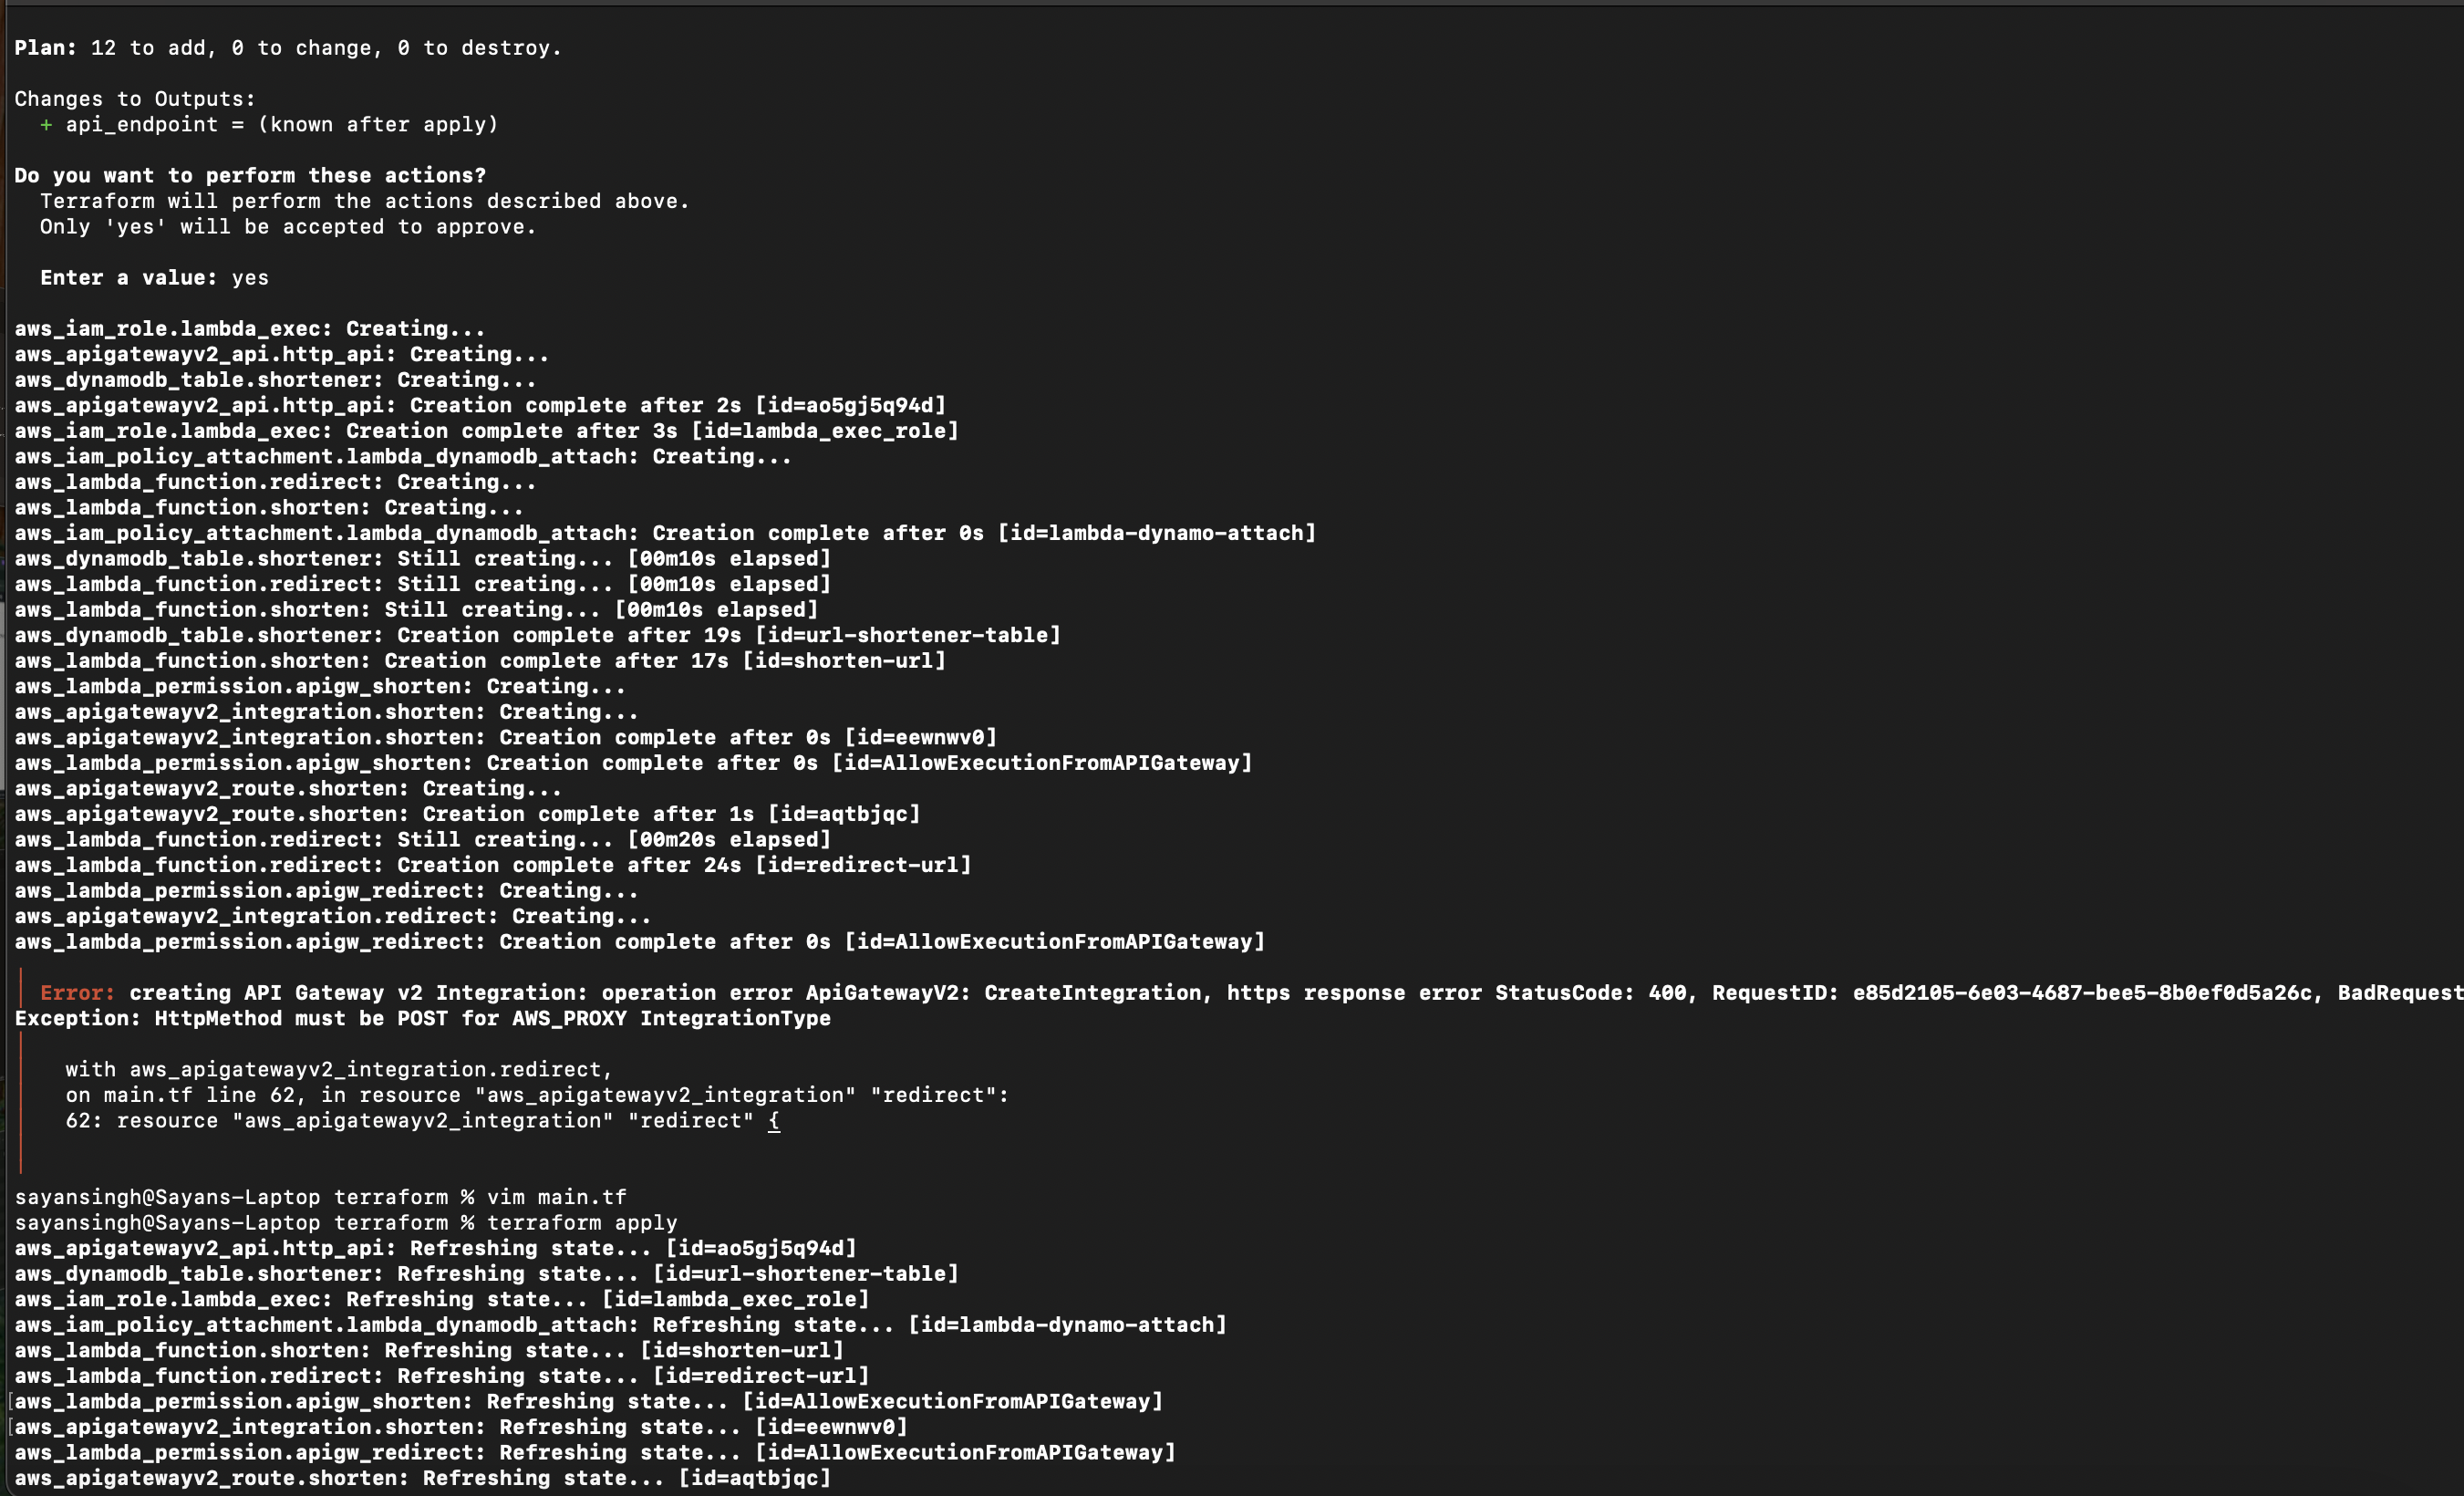 Plan: 12 to add, 0 to change, 0 to destroy.
Changes to Outputs:
+ api_endpoint = (known after apply)
Do you want to perform these actions?
Terraform will perform the actions described above.
Only 'yes' will be accepted to approve.
Enter a value: yes
aws_iam_role.lambda_exec: Creating...
aws_apigatewayv2_api.http_api: Creating...
aws_dynamodb_table.shortener: Creating...
aws_apigatewayv2_api.http_api: Creation complete after 2s [id=ao5gj5q94d]
aws_iam_role.lambda_exec: Creation complete after 3s [id=lambda_exec_role]
aws_iam_policy_attachment.lambda_dynamodb_attach: Creating...
aws_lambda_function.redirect: Creating...
aws_lambda_function.shorten: Creating...
aws_iam_policy_attachment.lambda_dynamodb_attach: Creation complete after 0s [id=lambda-dynamo-attach]
aws_dynamodb_table.shortener: Still creating... [00m10s elapsed]
aws_lambda_function.redirect: Still creating... [00m10s elapsed]
aws_lambda_function.shorten: Still creating... [00m10s elapsed]
aws_dynamodb_table.shortener: Creation complete after 19s [id=url-shortener-table]
aws_lambda_function.shorten: Creation complete after 17s [id=shorten-url]
aws_lambda_permission.apigw_shorten: Creating...
aws_apigatewayv2_integration.shorten: Creating...
aws_apigatewayv2_integration.shorten: Creation complete after 0s [id=eewnwv0]
aws_lambda_permission.apigw_shorten: Creation complete after 0s [id=AllowExecutionFromAPIGateway]
aws_apigatewayv2_route.shorten: Creating...
aws_apigatewayv2_route.shorten: Creation complete after 1s [id=aqtbjqc]
aws_lambda_function.redirect: Still creating... [00m20s elapsed]
aws_lambda_function.redirect: Creation complete after 24s [id=redirect-url]
aws_lambda_permission.apigw_redirect: Creating...
aws_apigatewayv2_integration.redirect: Creating...
aws_lambda_permission.apigw_redirect: Creation complete after 0s [id=AllowExecutionFromAPIGateway]
Error: creating API Gateway v2 Integration: operation error ApiGatewayV2: CreateIntegration, https response error StatusCode: 400, RequestID: e85d2105-6e03-4687-bee5-8b0ef0d5a26c, BadRequest
Exception: HttpMethod must be POST for AWS_PROXY IntegrationType
with aws_apigatewayv2_integration.redirect,
on main.tf line 62, in resource "aws_apigatewayv2_integration" "redirect":
62: resource "aws_apigatewayv2_integration" "redirect" {
sayansingh@Sayans-Laptop terraform % vim main.tf
sayansingh@Sayans-Laptop terraform % terraform apply
aws_apigatewayv2_api.http_api: Refreshing state... [id=ao5gj5q94d]
aws_dynamodb_table.shortener: Refreshing state... [id=url-shortener-table]
aws_iam_role.lambda_exec: Refreshing state... [id=lambda_exec_role]
aws_iam_policy_attachment.lambda_dynamodb_attach: Refreshing state... [id=lambda-dynamo-attach]
aws_lambda_function.shorten: Refreshing state... [id=shorten-url]
aws_lambda_function.redirect: Refreshing state... [id=redirect-url]
aws_lambda_permission.apigw_shorten: Refreshing state... [id=AllowExecutionFromAPIGateway]
aws_apigatewayv2_integration.shorten: Refreshing state... [id=eewnwv0]
aws_lambda_permission.apigw_redirect: Refreshing state... [id=AllowExecutionFromAPIGateway]
aws_apigatewayv2_route.shorten: Refreshing state... [id=aqtbjqc]